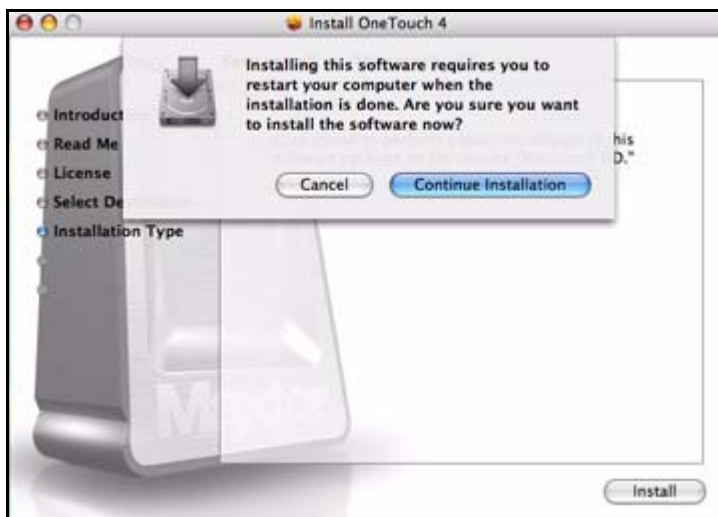 Install OneTouch 4
Installing this software requires you to
restart your computer when the
installation is done. Are you sure you want
to install the software now?
Cancel
Continue Installation
Introduct
Read Me
License
Select De
Installation Type
his
D."
Maxtor
Install